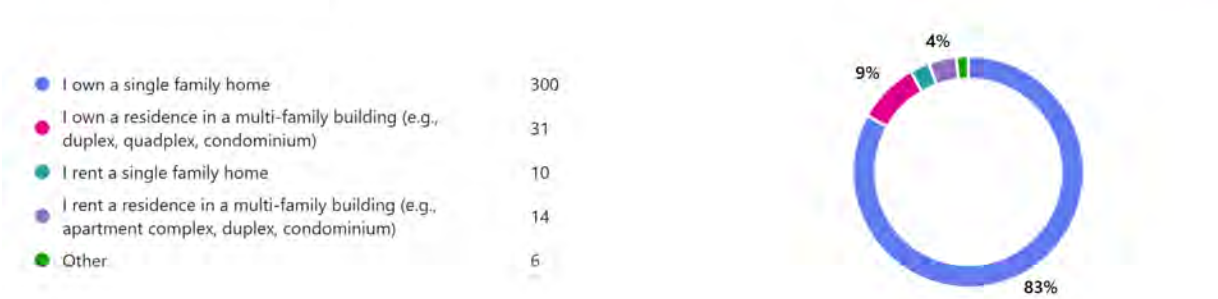 I own a single family home 300
I own a residence in a multi-family building (e.g.,
duplex, quadplex, condominium) 31
I rent a single family home 10
I rent a residence in a multi-family building (e.g.,
apartment complex, duplex, condominium) 14
Other 6
4%
9%
83%